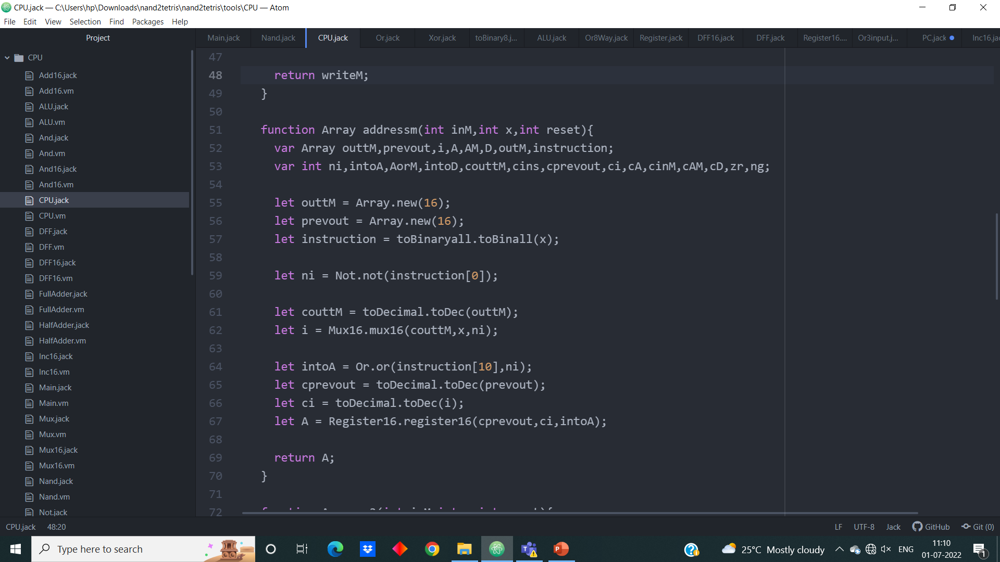 CPU.jack — C:\Users\hp\Downloads\nand2tetris\nand2tetris\tools\CPU — Atom
File Edit View Selection Find Packages Help
Project
Main.jack Nand.jack CPU.jack Or.jack Xor.jack toBinary8.j... ALU.jack Or8Way.jack Register.jack DFF16.jack DFF.jack Register16.... Or3input.j... PC.jack Inc16.jac
CPU
Add16.jack
Add16.vm
ALU.jack
ALU.vm
And.jack
And.vm
And16.jack
And16.vm
CPU.jack
CPU.vm
DFF.jack
DFF.vm
DFF16.jack
DFF16.vm
FullAdder.jack
FullAdder.vm
HalfAdder.jack
HalfAdder.vm
Inc16.jack
Inc16.vm
Main.jack
Main.vm
Mux.jack
Mux.vm
Mux16.jack
Mux16.vm
Nand.jack
Nand.vm
Not.jack
47
48 return writeM;
49 }
50
51 function Array addressm(int inM,int x,int reset){
52 var Array outtM,prevout,i,A,AM,D,outM,instruction;
53 var int ni,intoA,AorM,intoD,couttM,cins,cprevout,ci,cA,cinM,cAM,cD,zr,ng;
54
55 let outtM = Array.new(16);
56 let prevout = Array.new(16);
57 let instruction = toBinaryall.toBinall(x);
58
59 let ni = Not.not(instruction[0]);
60
61 let couttM = toDecimal.toDec(outtM);
62 let i = Mux16.mux16(couttM,x,ni);
63
64 let intoA = Or.or(instruction[10],ni);
65 let cprevout = toDecimal.toDec(prevout);
66 let ci = toDecimal.toDec(i);
67 let A = Register16.register16(cprevout,ci,intoA);
68
69 return A;
70 }
71
72
CPU.jack 48:20 LF UTF-8 Jack GitHub Git (0)
Type here to search
25°C Mostly cloudy ENG 11:10
01-07-2022
1